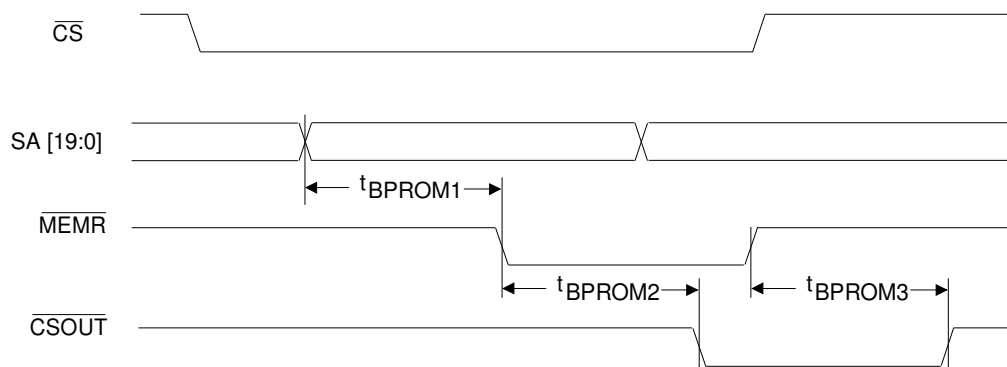 CS
SA [19:0]
tBPROM1
MEMR
tBPROM2
tBPROM3
CSOUT